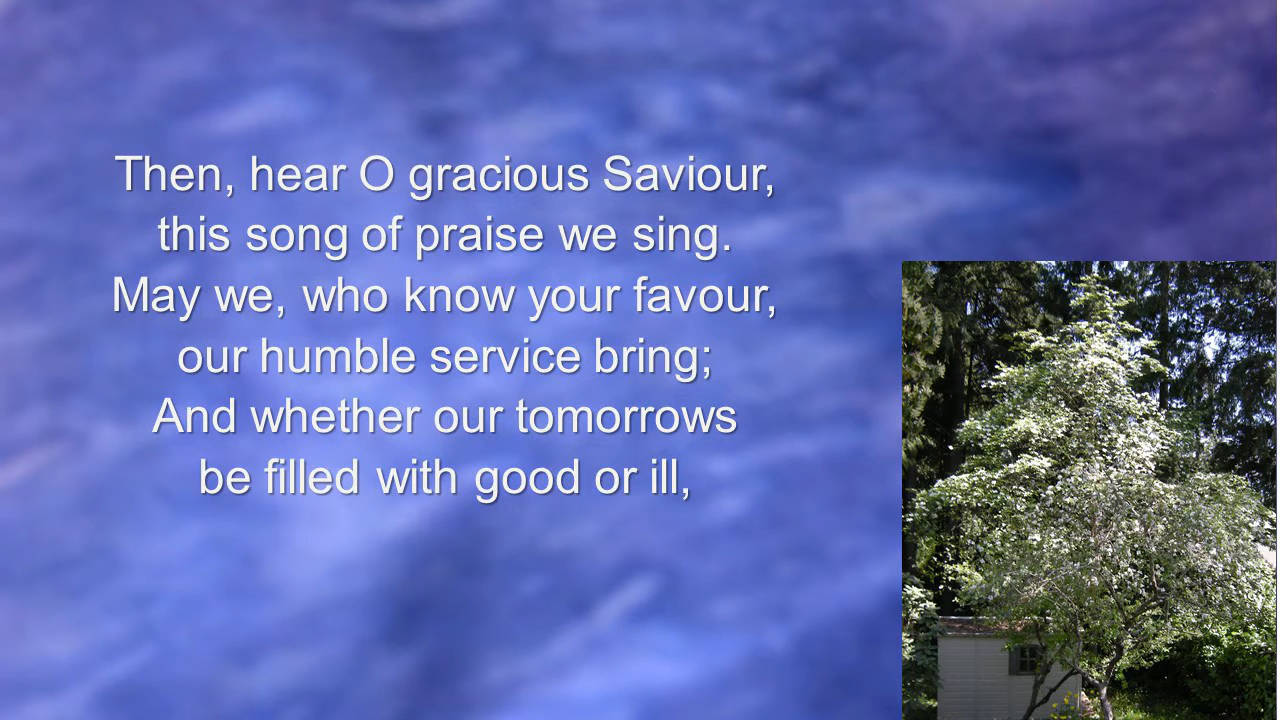 Then, hear O gracious Saviour,
this song of praise we sing.
May we, who know your favour,
our humble service bring;
And whether our tomorrows
be filled with good or ill,